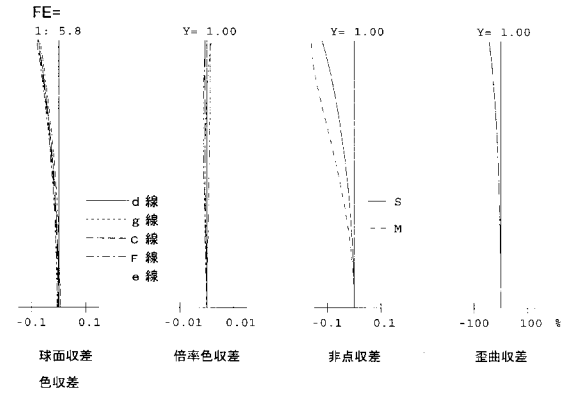 FE=
1: 5.8
Y= 1.00
Y= 1.00
Y= 1.00
d 線
g 線
C 線
F 線
e 線
S
M
-0.1 0.1
-0.01 0.01
-0.1 0.1
-100 100 %
球面収差
色収差
倍率色収差
非点収差
歪曲収差